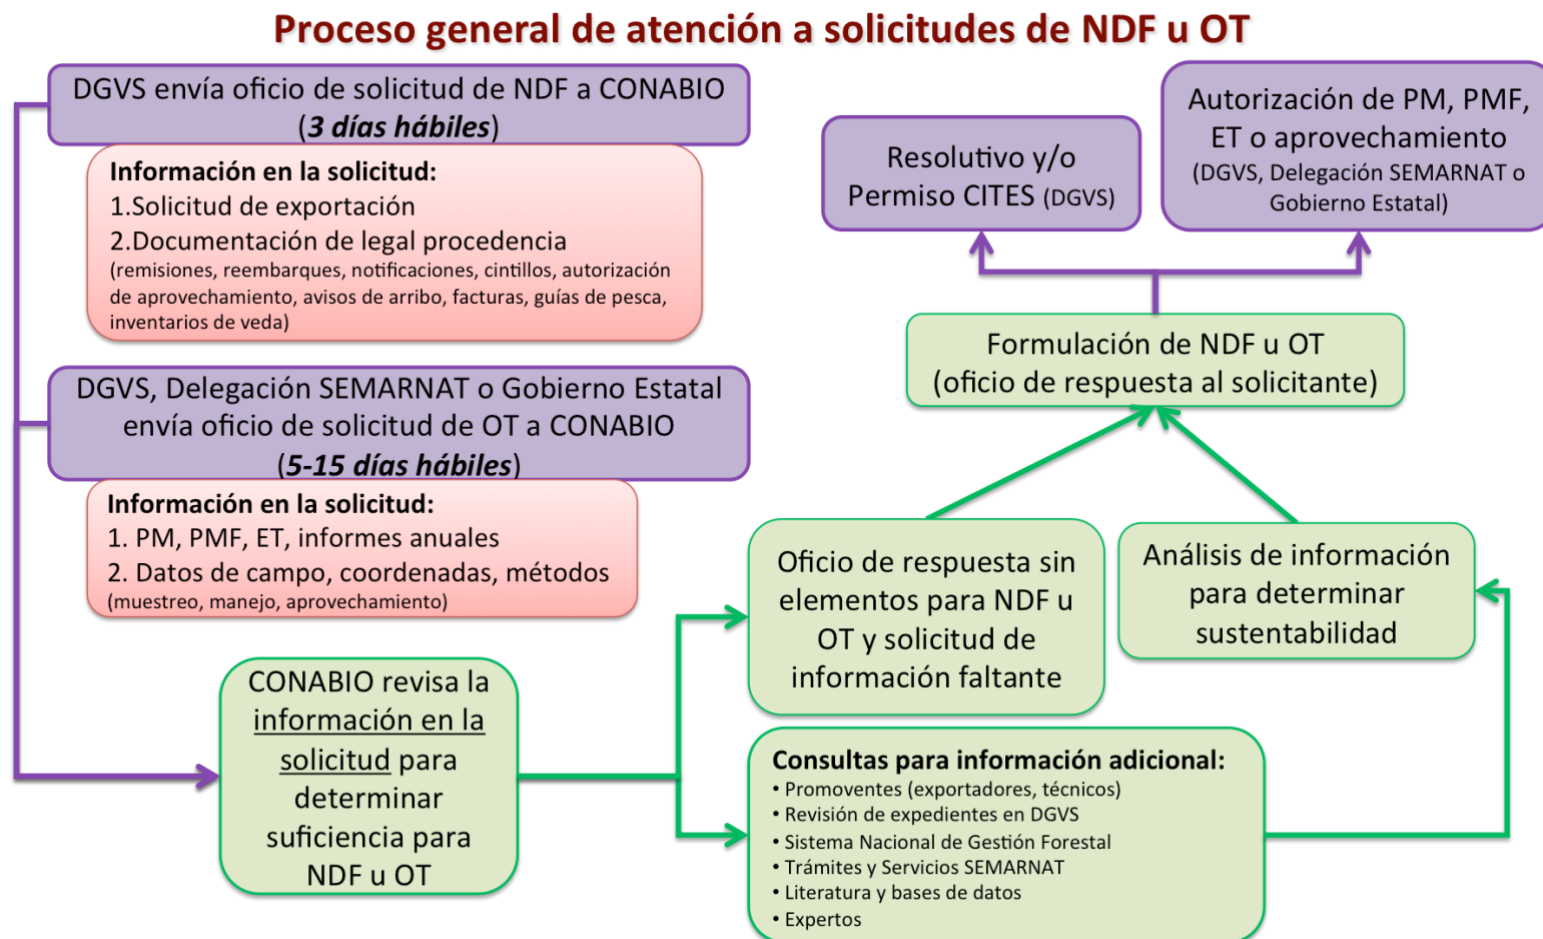 Proceso general de atención a solicitudes de NDF u OT
DGVS envía oficio de solicitud de NDF a CONABIO
(3 días hábiles)
Información en la solicitud:
1.Solicitud de exportación
2.Documentación de legal procedencia
(remisiones, reembarques, notificaciones, cintillos, autorización
de aprovechamiento, avisos de arribo, facturas, guías de pesca,
inventarios de veda)
DGVS, Delegación SEMARNAT o Gobierno Estatal
envía oficio de solicitud de OT a CONABIO
(5-15 días hábiles)
Información en la solicitud:
1. PM, PMF, ET, informes anuales
2. Datos de campo, coordenadas, métodos
(muestreo, manejo, aprovechamiento)
CONABIO revisa la
información en la
solicitud para
determinar
suficiencia para
NDF u OT
Oficio de respuesta sin
elementos para NDF u
OT y solicitud de
información faltante
Consultas para información adicional:
• Promoventes (exportadores, técnicos)
• Revisión de expedientes en DGVS
• Sistema Nacional de Gestión Forestal
• Trámites y Servicios SEMARNAT
• Literatura y bases de datos
• Expertos
Análisis de información
para determinar
sustentabilidad
Formulación de NDF u OT
(oficio de respuesta al solicitante)
Resolutivo y/o
Permiso CITES (DGVS)
Autorización de PM, PMF,
ET o aprovechamiento
(DGVS, Delegación SEMARNAT o
Gobierno Estatal)